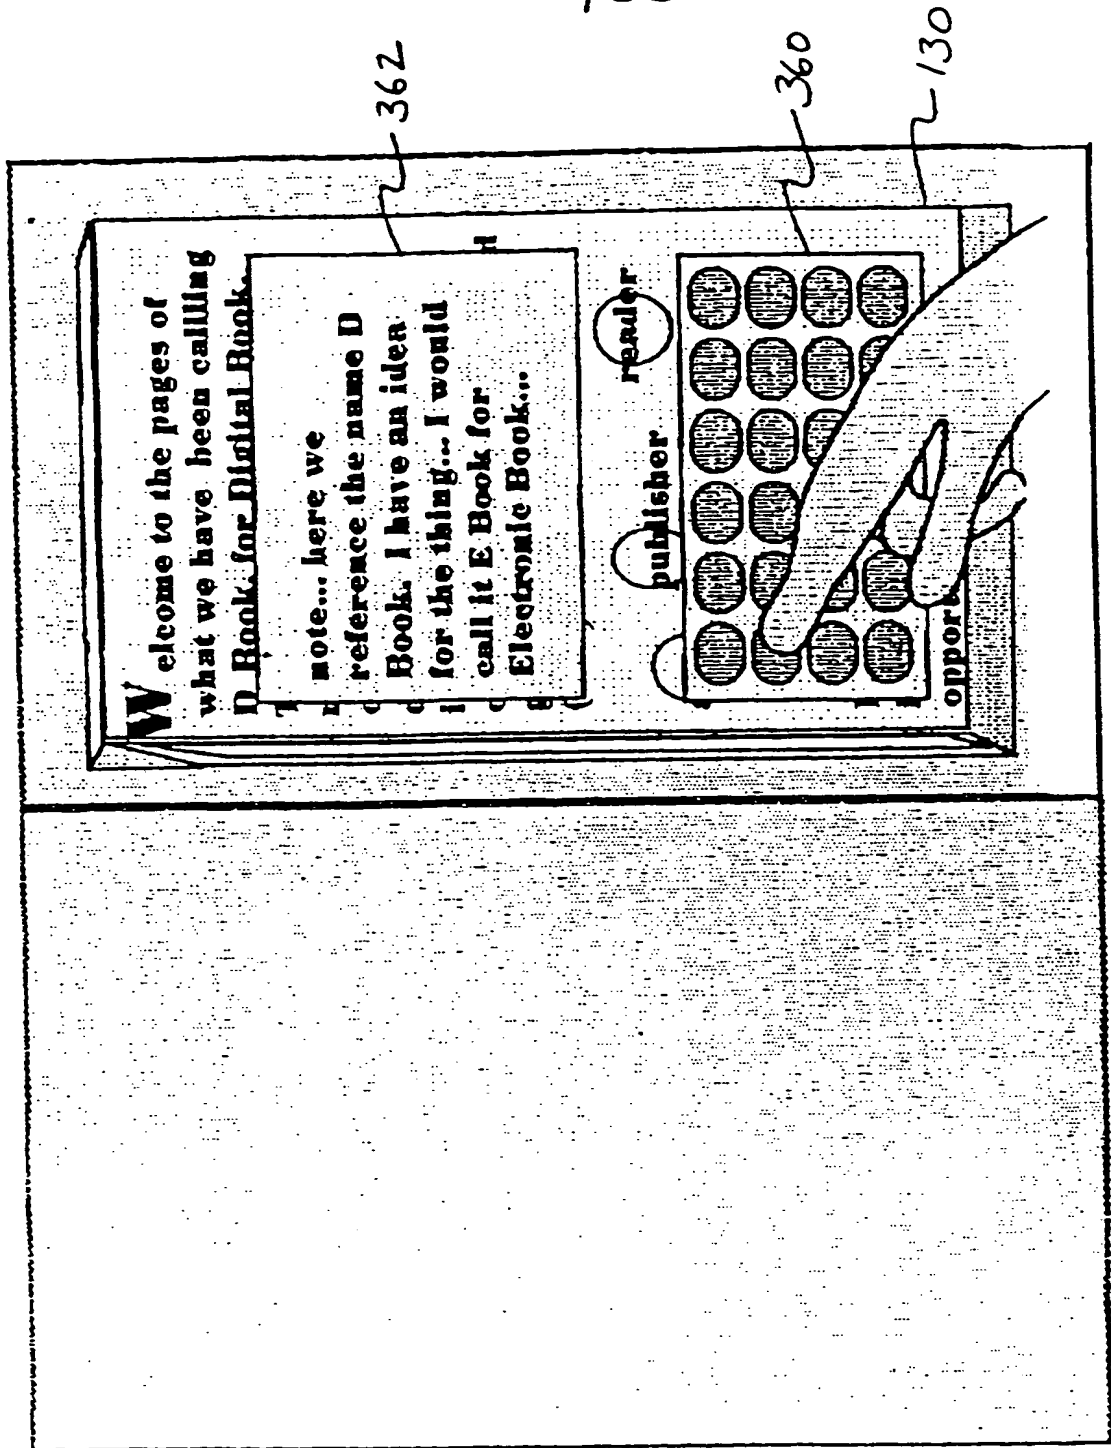 Welcome to the pages of
what we have been callling
D Book, for Digital Book.
note... here we
reference the name D
Book. I have an idea
for the thing... I would
call it E Book for
Electronic Book...
publisher
reader
opport
362
360
130